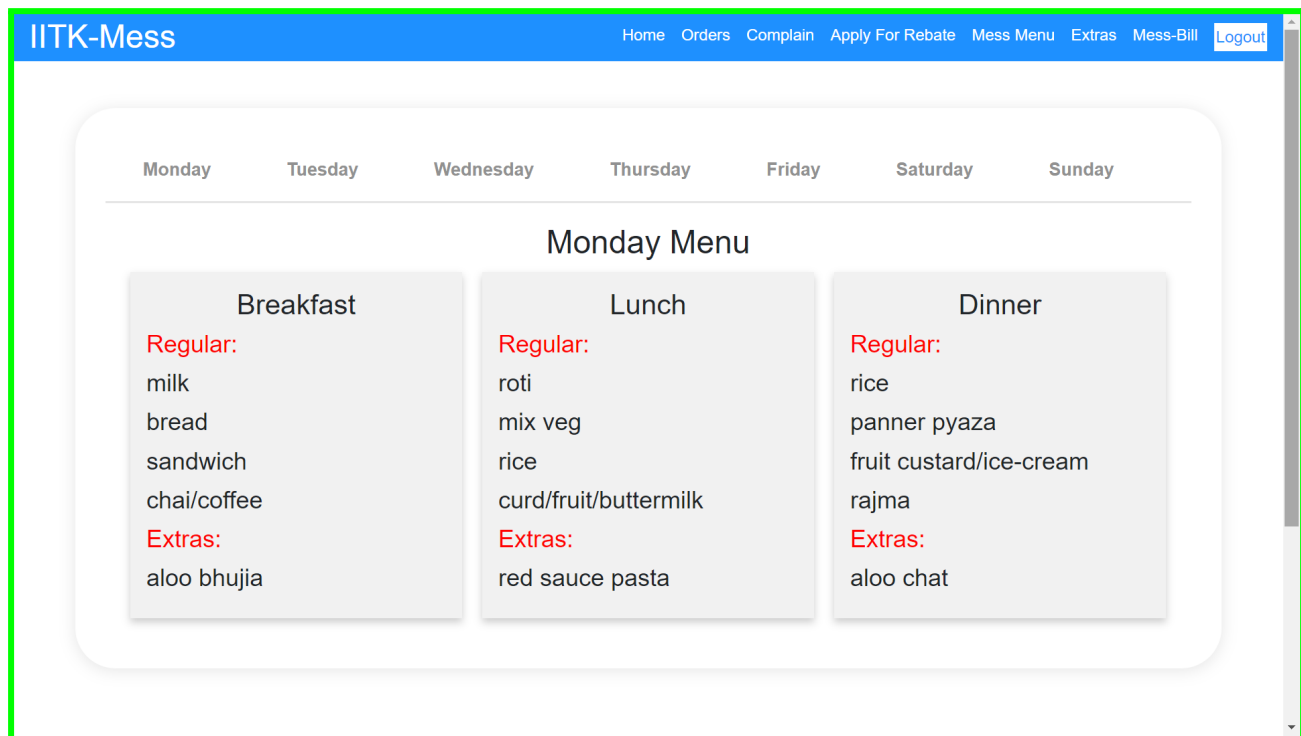 IITK-Mess
Home Orders Complain Apply For Rebate Mess Menu Extras Mess-Bill Logout
Monday Tuesday Wednesday Thursday Friday Saturday Sunday
Monday Menu
Breakfast
Regular:
milk
bread
sandwich
chai/coffee
Extras:
aloo bhujia
Lunch
Regular:
roti
mix veg
rice
curd/fruit/buttermilk
Extras:
red sauce pasta
Dinner
Regular:
rice
panner pyaza
fruit custard/ice-cream
rajma
Extras:
aloo chat